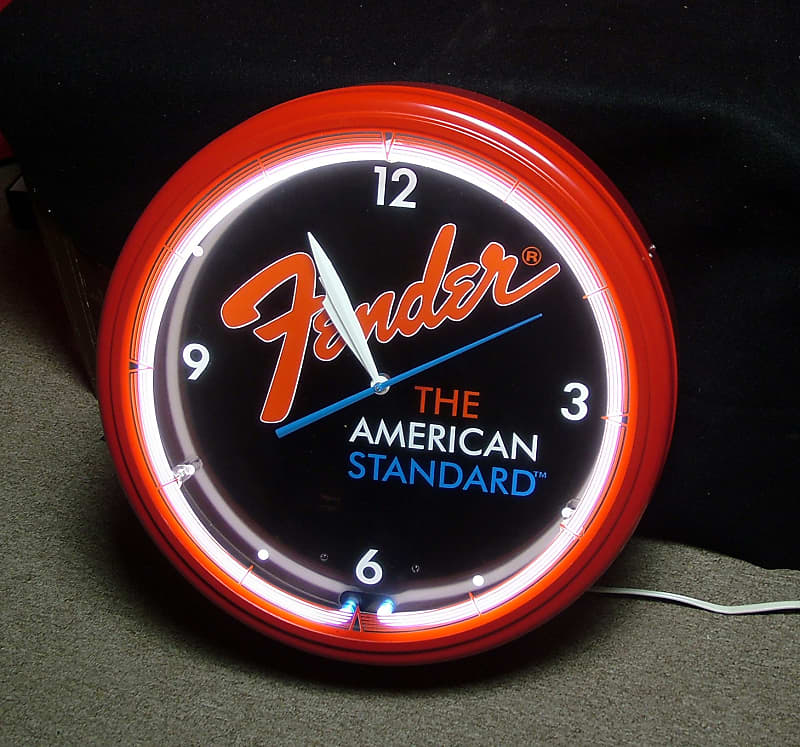 12
Fender®
9
3
THE
AMERICAN
STANDARD™
6